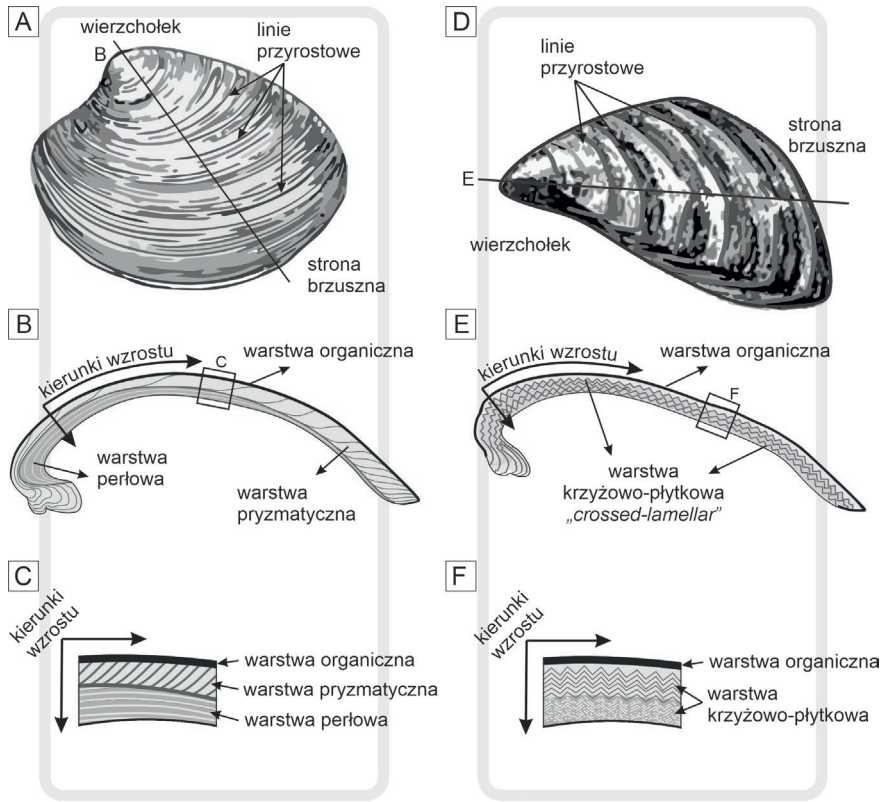 A
wierzchołek
B
linie
przyrostowe
strona
brzuszna
B
kierunki wzrostu
C
warstwa organiczna
warstwa
perłowa
warstwa
pryzmatyczna
C
kierunki
wzrostu
warstwa organiczna
warstwa pryzmatyczna
warstwa perłowa
D
linie
przyrostowe
strona
brzuszna
E
wierzchołek
E
kierunki wzrostu
warstwa organiczna
F
warstwa
krzyżowo-płytkowa
„crossed-lamellar”
F
kierunki
wzrostu
warstwa organiczna
warstwa
krzyżowo-płytkowa